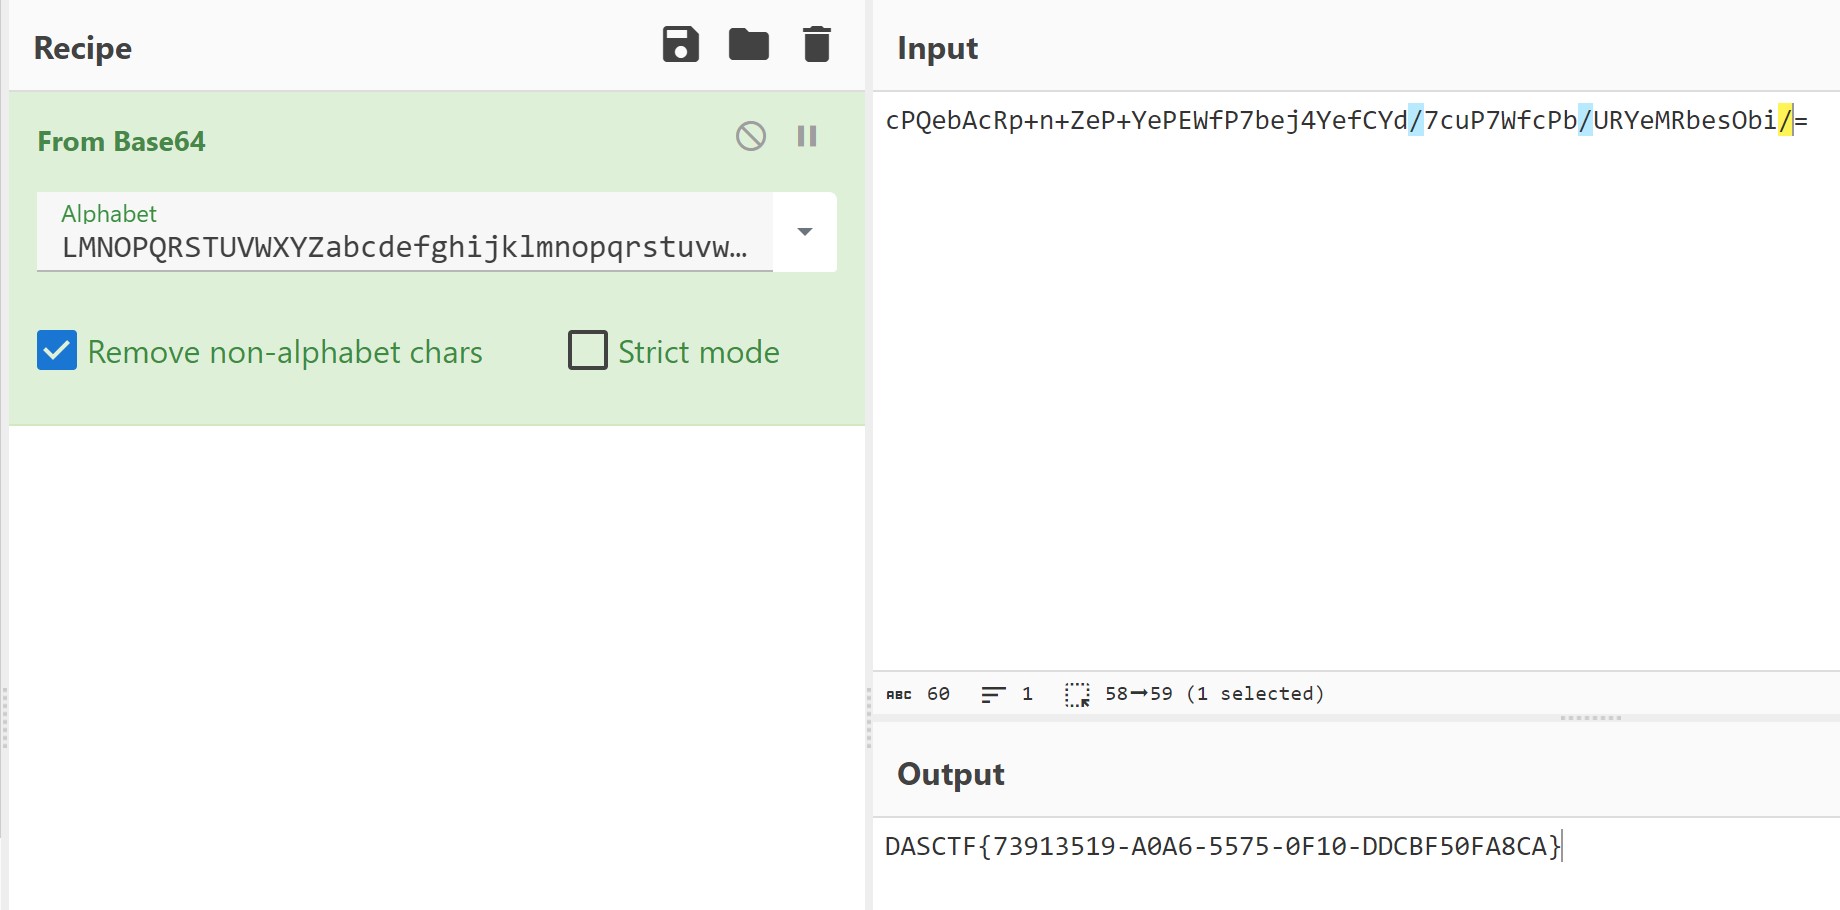 Recipe
From Base64
Alphabet
LMNOPQRSTUVWXYZabcdefghijklmnopqrstuvw…
Remove non-alphabet chars
Strict mode
Input
cPQebAcRp+n+ZeP+YePEWfP7bej4YefCYd/7cuP7WfcPb/URYeMRbesObi/=
ABC 60 1 58→59 (1 selected)
Output
DASCTF{73913519-A0A6-5575-0F10-DDCBF50FA8CA}